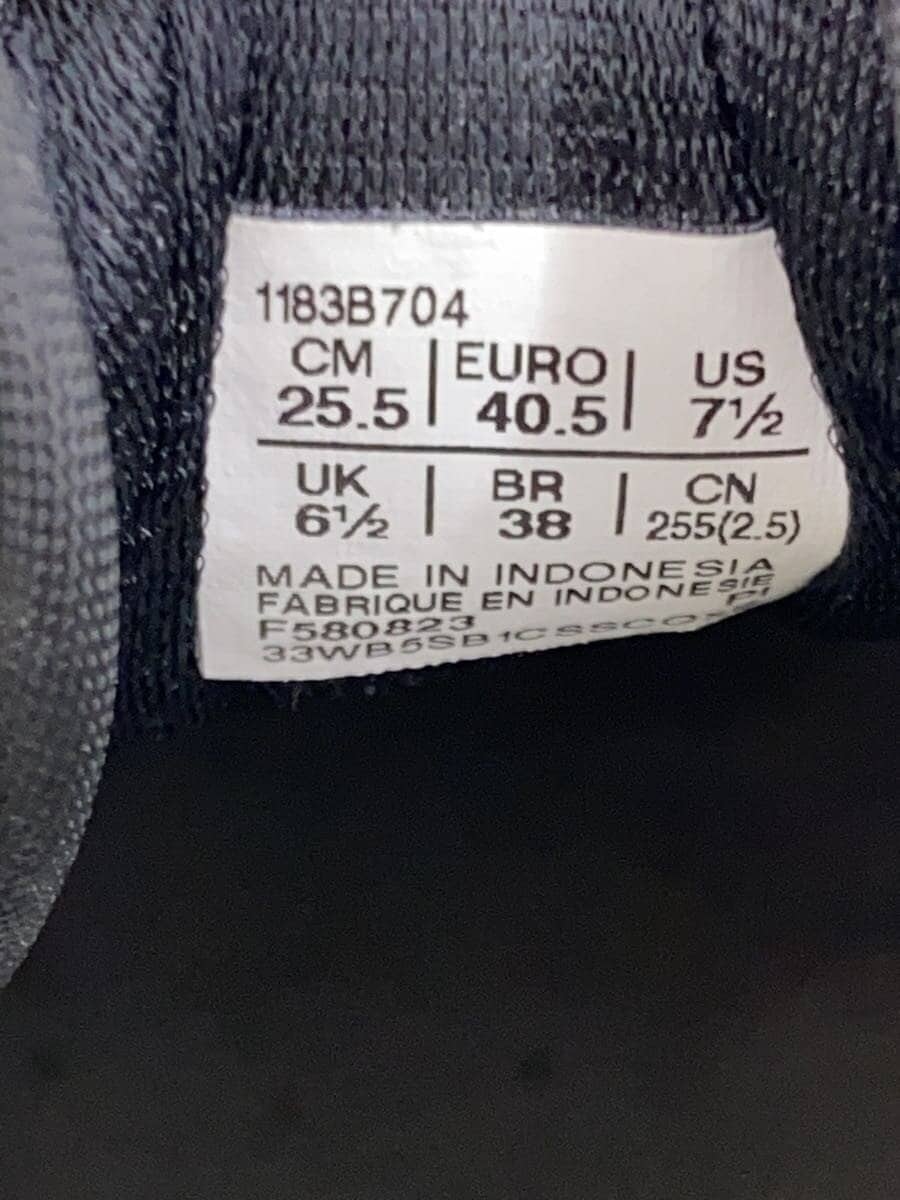 1183B704
CM | EURO | US
25.5 | 40.5 | 7½
UK | BR | CN
6½ | 38 | 255(2.5)
MADE IN INDONESIA
FABRIQUE EN INDONESIE
F580823 PI